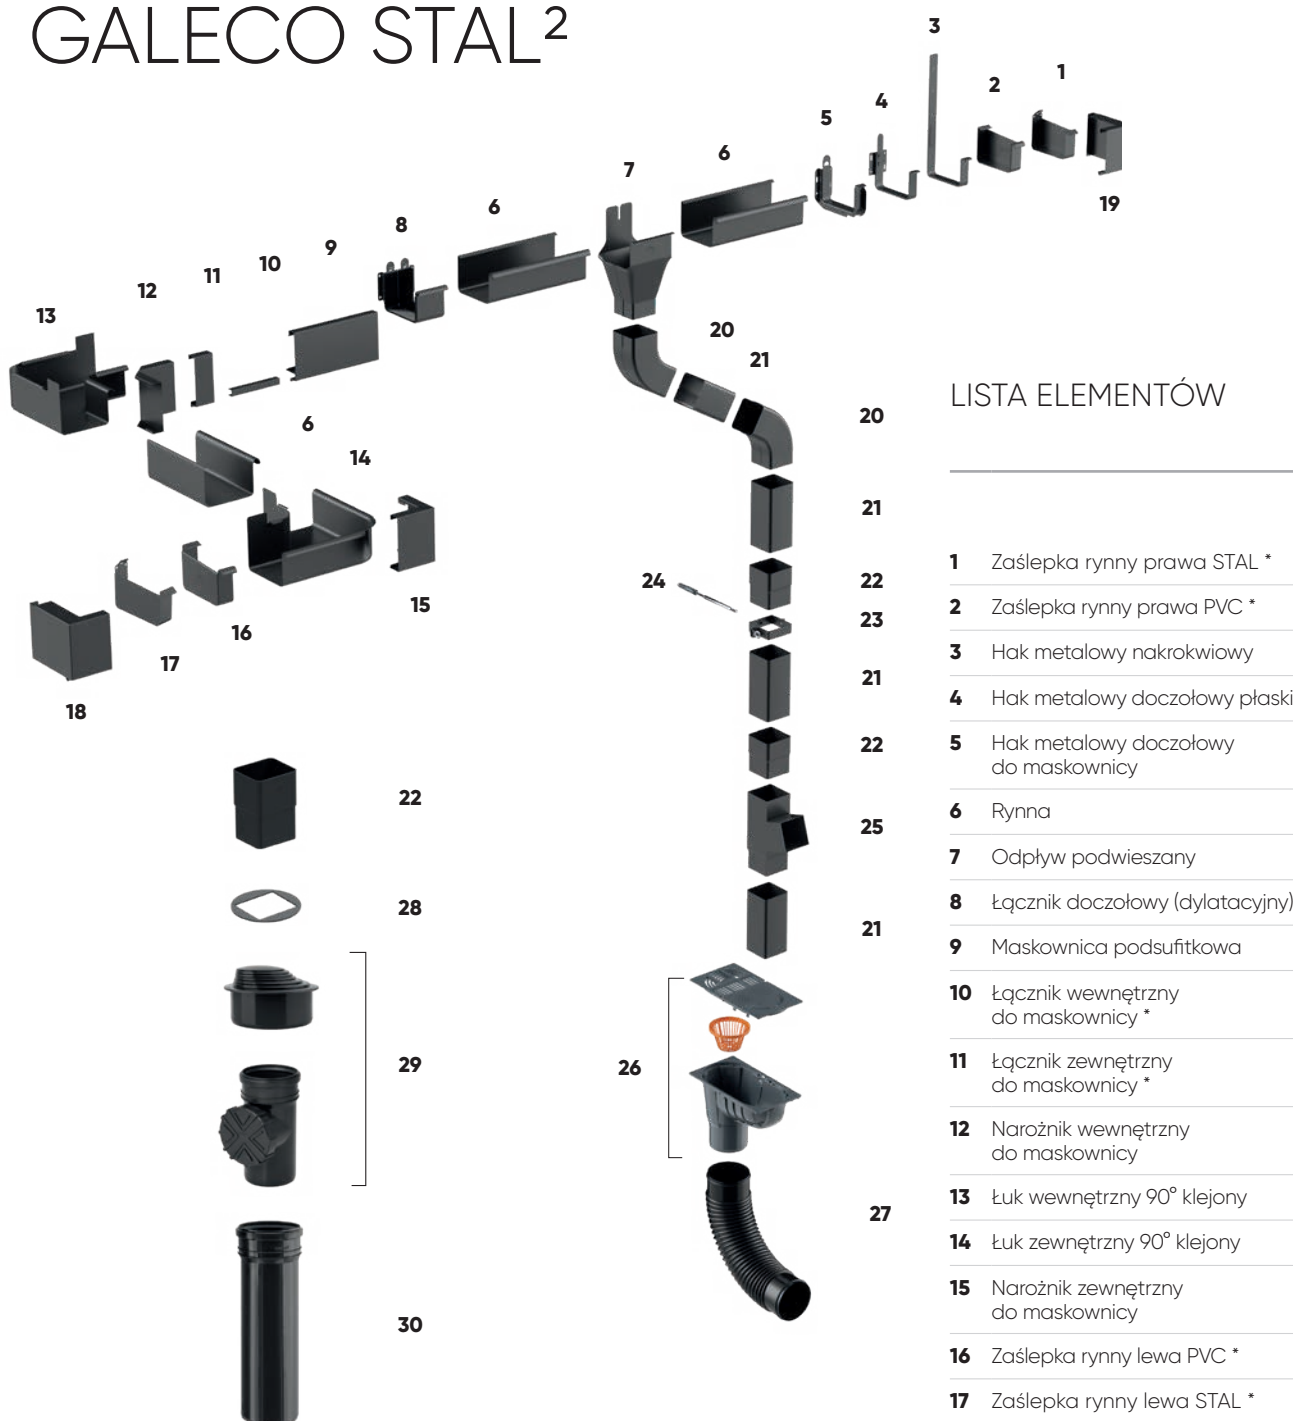 GALECO STAL²
3
1
2
4
5
6
7
19
6
8
9
10
11
12
13
20
21
20
6
14
21
24
22
15
23
16
17
21
18
22
22
25
28
21
29
26
27
30
LISTA ELEMENTÓW
1 Zaślepka rynny prawa STAL *
2 Zaślepka rynny prawa PVC *
3 Hak metalowy nakrokwiowy
4 Hak metalowy doczołowy płaski
5 Hak metalowy doczołowy
do maskownicy
6 Rynna
7 Odpływ podwieszany
8 Łącznik doczołowy (dylatacyjny)
9 Maskownica podsufitkowa
10 Łącznik wewnętrzny
do maskownicy *
11 Łącznik zewnętrzny
do maskownicy *
12 Narożnik wewnętrzny
do maskownicy
13 Łuk wewnętrzny 90° klejony
14 Łuk zewnętrzny 90° klejony
15 Narożnik zewnętrzny
do maskownicy
16 Zaślepka rynny lewa PVC *
17 Zaślepka rynny lewa STAL *